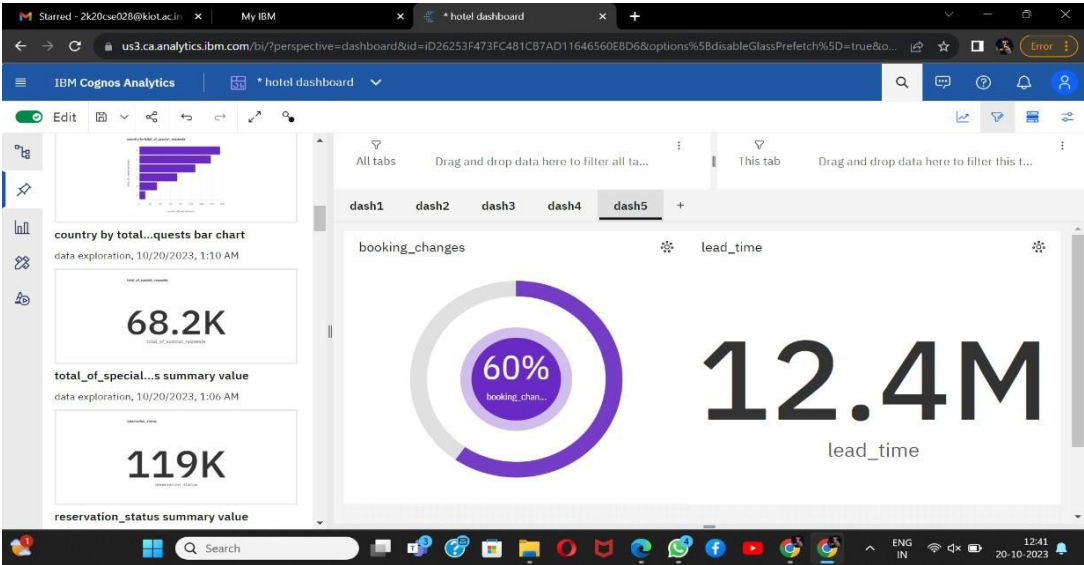 Starred - 2k20cse028@kiot.ac.in
My IBM
* hotel dashboard
us3.ca.analytics.ibm.com/bi/?perspective=dashboard&id=iD26253F473FC481CB7AD11646560E8D6&options%5BdisableGlassPrefetch%5D=true&o...
Error
IBM Cognos Analytics
* hotel dashboard
Edit
All tabs
Drag and drop data here to filter all ta...
This tab
Drag and drop data here to filter this t...
dash1 dash2 dash3 dash4 dash5 +
country by total...quests bar chart
data exploration, 10/20/2023, 1:10 AM
total_of_special_requests
68.2K
total_of_special_requests
total_of_special...s summary value
data exploration, 10/20/2023, 1:06 AM
reservation_status
119K
reservation_status
reservation_status summary value
booking_changes
60%
booking_chan...
lead_time
12.4M
lead_time
Search
ENG
IN
12:41
20-10-2023